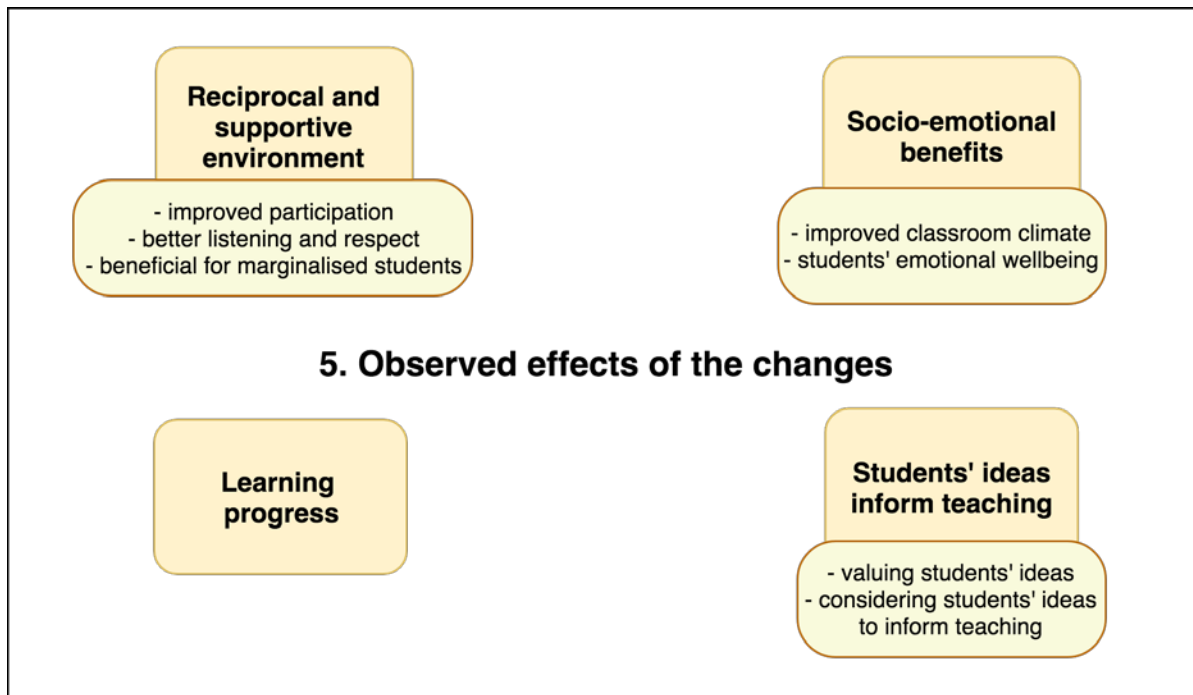 Reciprocal and
supportive
environment
- improved participation
- better listening and respect
- beneficial for marginalised students
Socio-emotional
benefits
- improved classroom climate
- students' emotional wellbeing
5. Observed effects of the changes
Learning
progress
Students' ideas
inform teaching
- valuing students' ideas
- considering students' ideas
to inform teaching